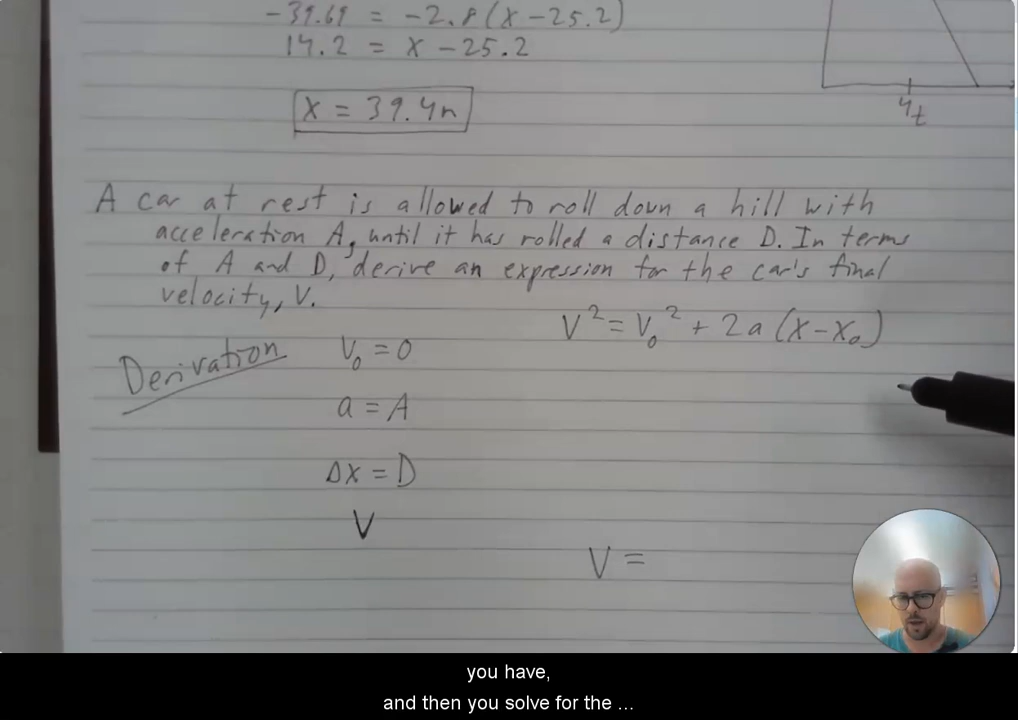 -39.69 = -2.8(x-25.2)
14.2 = x-25.2
x = 39.4m
4t
A car at rest is allowed to roll down a hill with
acceleration A, until it has rolled a distance D. In terms
of A and D, derive an expression for the car's final
velocity, V.
V² = V₀² + 2a(x-x₀)
Derivation V₀ = 0
a = A
Δx = D
V
V =
you have,
and then you solve for the ...